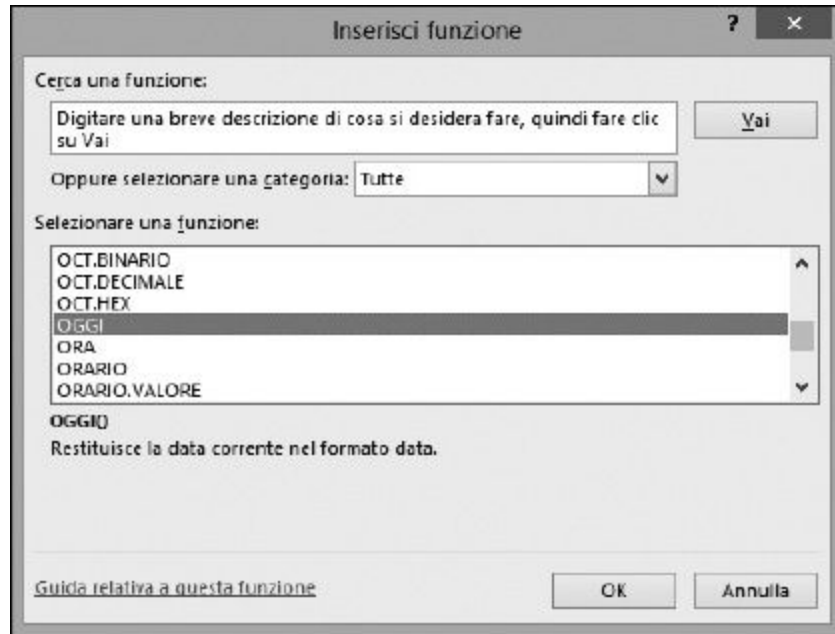 Inserisci funzione
? ×
Cerca una funzione:
Digitare una breve descrizione di cosa si desidera fare, quindi fare clic
su Vai
Vai
Oppure selezionare una categoria: Tutte
Selezionare una funzione:
OCT.BINARIO
OCT.DECIMALE
OCT.HEX
OGGI
ORA
ORARIO
ORARIO.VALORE
OGGI()
Restituisce la data corrente nel formato data.
Guida relativa a questa funzione
OK
Annulla